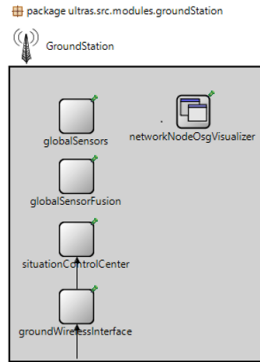 package ultras.src.modules.groundStation
GroundStation
globalSensors
networkNodeOsgVisualizer
globalSensorFusion
situationControlCenter
groundWirelessInterface